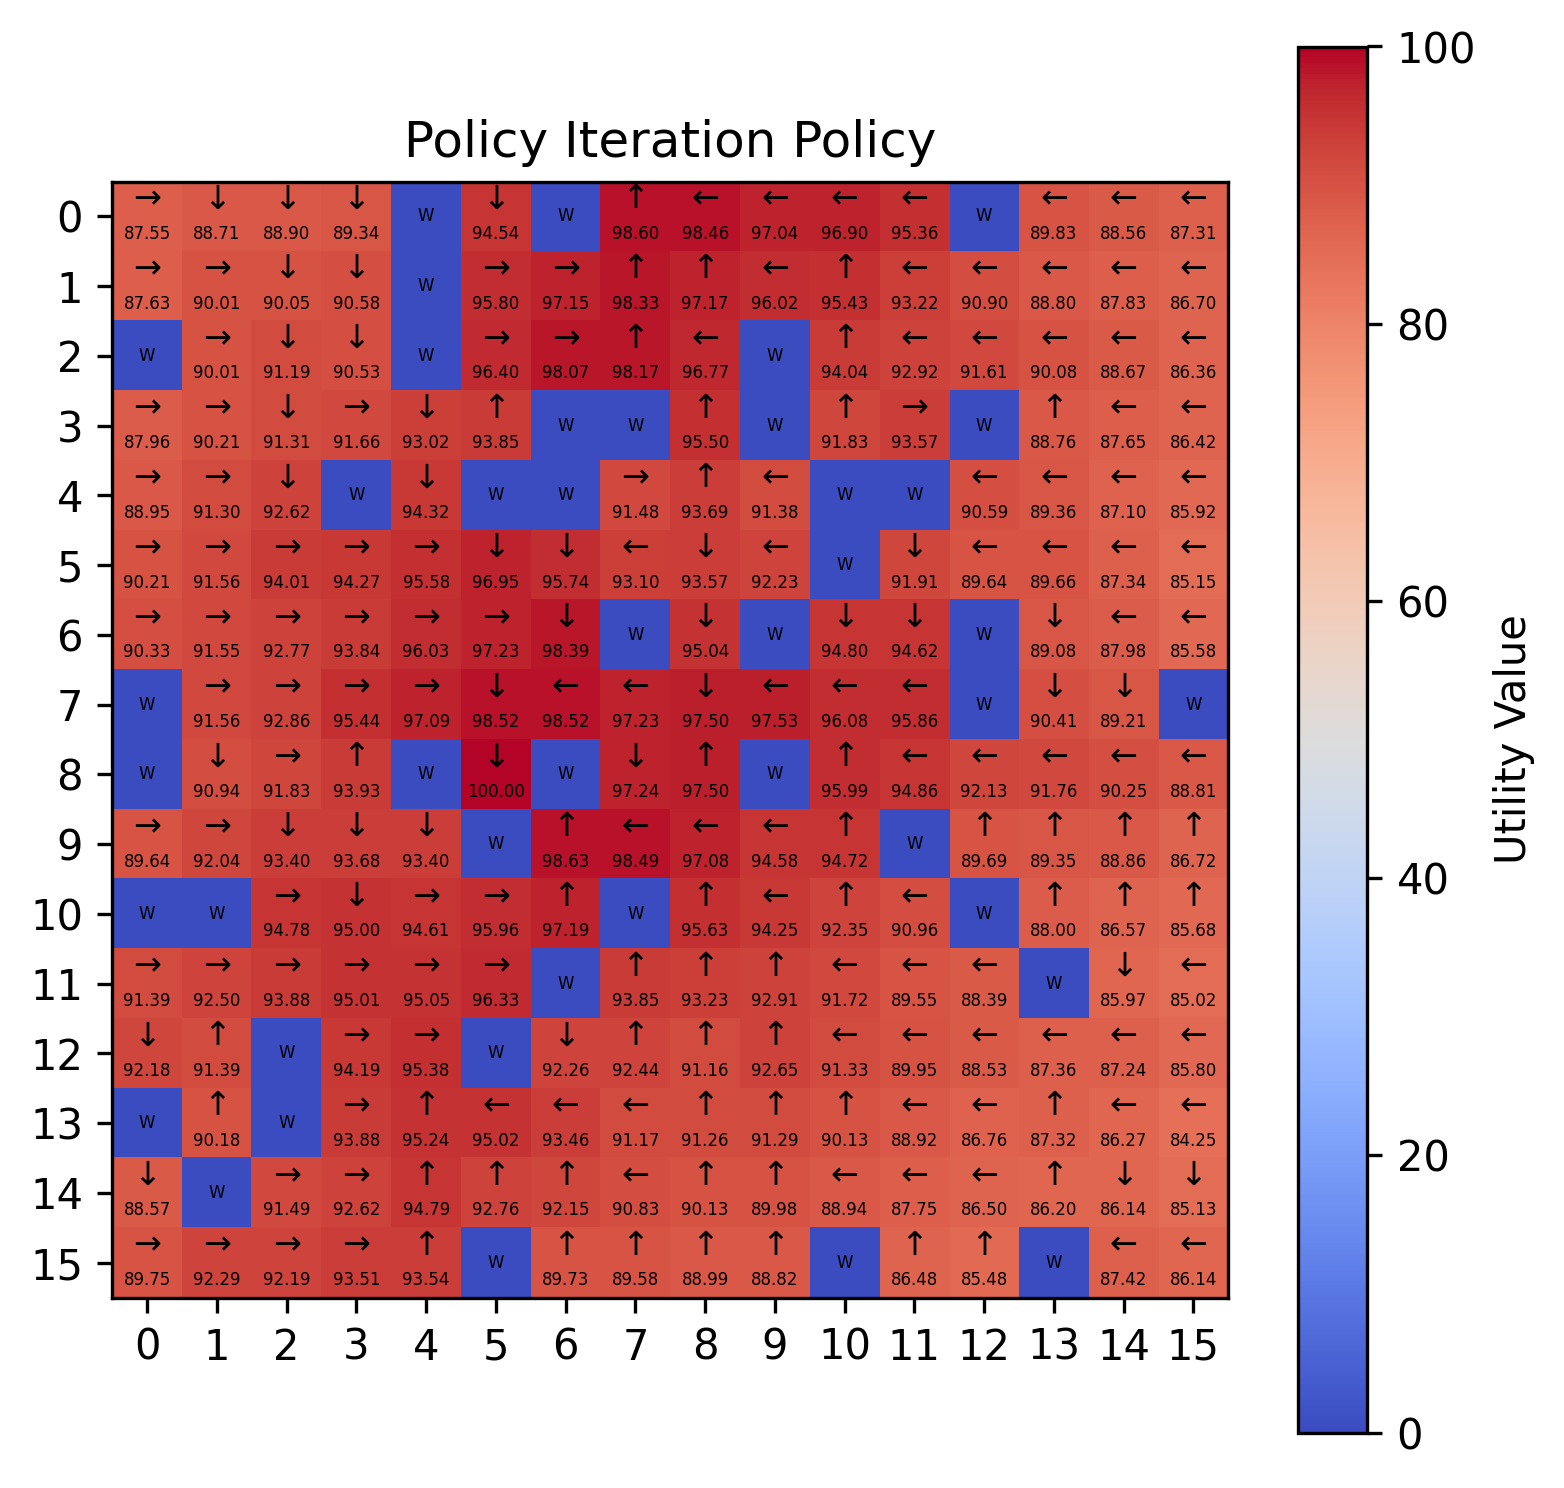 Policy Iteration Policy
100
80
60
40
20
0
Utility Value
0 → ↓ ↓ ↓ W ↓ W ↑ ← ← ← ← W ← ← ←
87.55 88.71 88.90 89.34 94.54 98.60 98.46 97.04 96.90 95.36 89.83 88.56 87.31
1 → → ↓ ↓ W → → ↑ ↑ ← ↑ ← ← ← ← ←
87.63 90.01 90.05 90.58 95.80 97.15 98.33 97.17 96.02 95.43 93.22 90.90 88.80 87.83 86.70
2 W → ↓ ↓ W → → ↑ ← W ↑ ← ← ← ← ←
90.01 91.19 90.53 96.40 98.07 98.17 96.77 94.04 92.92 91.61 90.08 88.67 86.36
3 → → ↓ → ↓ ↑ W W ↑ W ↑ → W ↑ ← ←
87.96 90.21 91.31 91.66 93.02 93.85 95.50 91.83 93.57 88.76 87.65 86.42
4 → → ↓ W ↓ W W → ↑ ← W W ← ← ← ←
88.95 91.30 92.62 94.32 91.48 93.69 91.38 90.59 89.36 87.10 85.92
5 → → → → → ↓ ↓ ← ↓ ← W ↓ ← ← ← ←
90.21 91.56 94.01 94.27 95.58 96.95 95.74 93.10 93.57 92.23 91.91 89.64 89.66 87.34 85.15
6 → → → → → → ↓ W ↓ W ↓ ↓ W ↓ ← ←
90.33 91.55 92.77 93.84 96.03 97.23 98.39 95.04 94.80 94.62 89.08 87.98 85.58
7 W → → → → ↓ ← ← ↓ ← ← ← W ↓ ↓ W
91.56 92.86 95.44 97.09 98.52 98.52 97.23 97.50 97.53 96.08 95.86 90.41 89.21
8 W ↓ → ↑ W ↓ W ↓ ↑ W ↑ ← ← ← ← ←
90.94 91.83 93.93 100.00 97.24 97.50 95.99 94.86 92.13 91.76 90.25 88.81
9 → → ↓ ↓ ↓ W ↑ ← ← ← ↑ W ↑ ↑ ↑ ↑
89.64 92.04 93.40 93.68 93.40 98.63 98.49 97.08 94.58 94.72 89.69 89.35 88.86 86.72
10 W W → ↓ → → ↑ W ↑ ← ↑ ← W ↑ ↑ ↑
94.78 95.00 94.61 95.96 97.19 95.63 94.25 92.35 90.96 88.00 86.57 85.68
11 → → → → → → W ↑ ↑ ↑ ← ← ← W ↓ ←
91.39 92.50 93.88 95.01 95.05 96.33 93.85 93.23 92.91 91.72 89.55 88.39 85.97 85.02
12 ↓ ↑ W → → W ↓ ↑ ↑ ↑ ← ← ← ← ← ←
92.18 91.39 94.19 95.38 92.26 92.44 91.16 92.65 91.33 89.95 88.53 87.36 87.24 85.80
13 W ↑ W → ↑ ← ← ← ↑ ↑ ↑ ← ← ↑ ← ←
90.18 93.88 95.24 95.02 93.46 91.17 91.26 91.29 90.13 88.92 86.76 87.32 86.27 84.25
14 ↓ W → → ↑ ↑ ↑ ← ↑ ↑ ← ← ← ↑ ↓ ↓
88.57 91.49 92.62 94.79 92.76 92.15 90.83 90.13 89.98 88.94 87.75 86.50 86.20 86.14 85.13
15 → → → → ↑ W ↑ ↑ ↑ ↑ W ↑ ↑ W ← ←
89.75 92.29 92.19 93.51 93.54 89.73 89.58 88.99 88.82 86.48 85.48 87.42 86.14
0 1 2 3 4 5 6 7 8 9 10 11 12 13 14 15